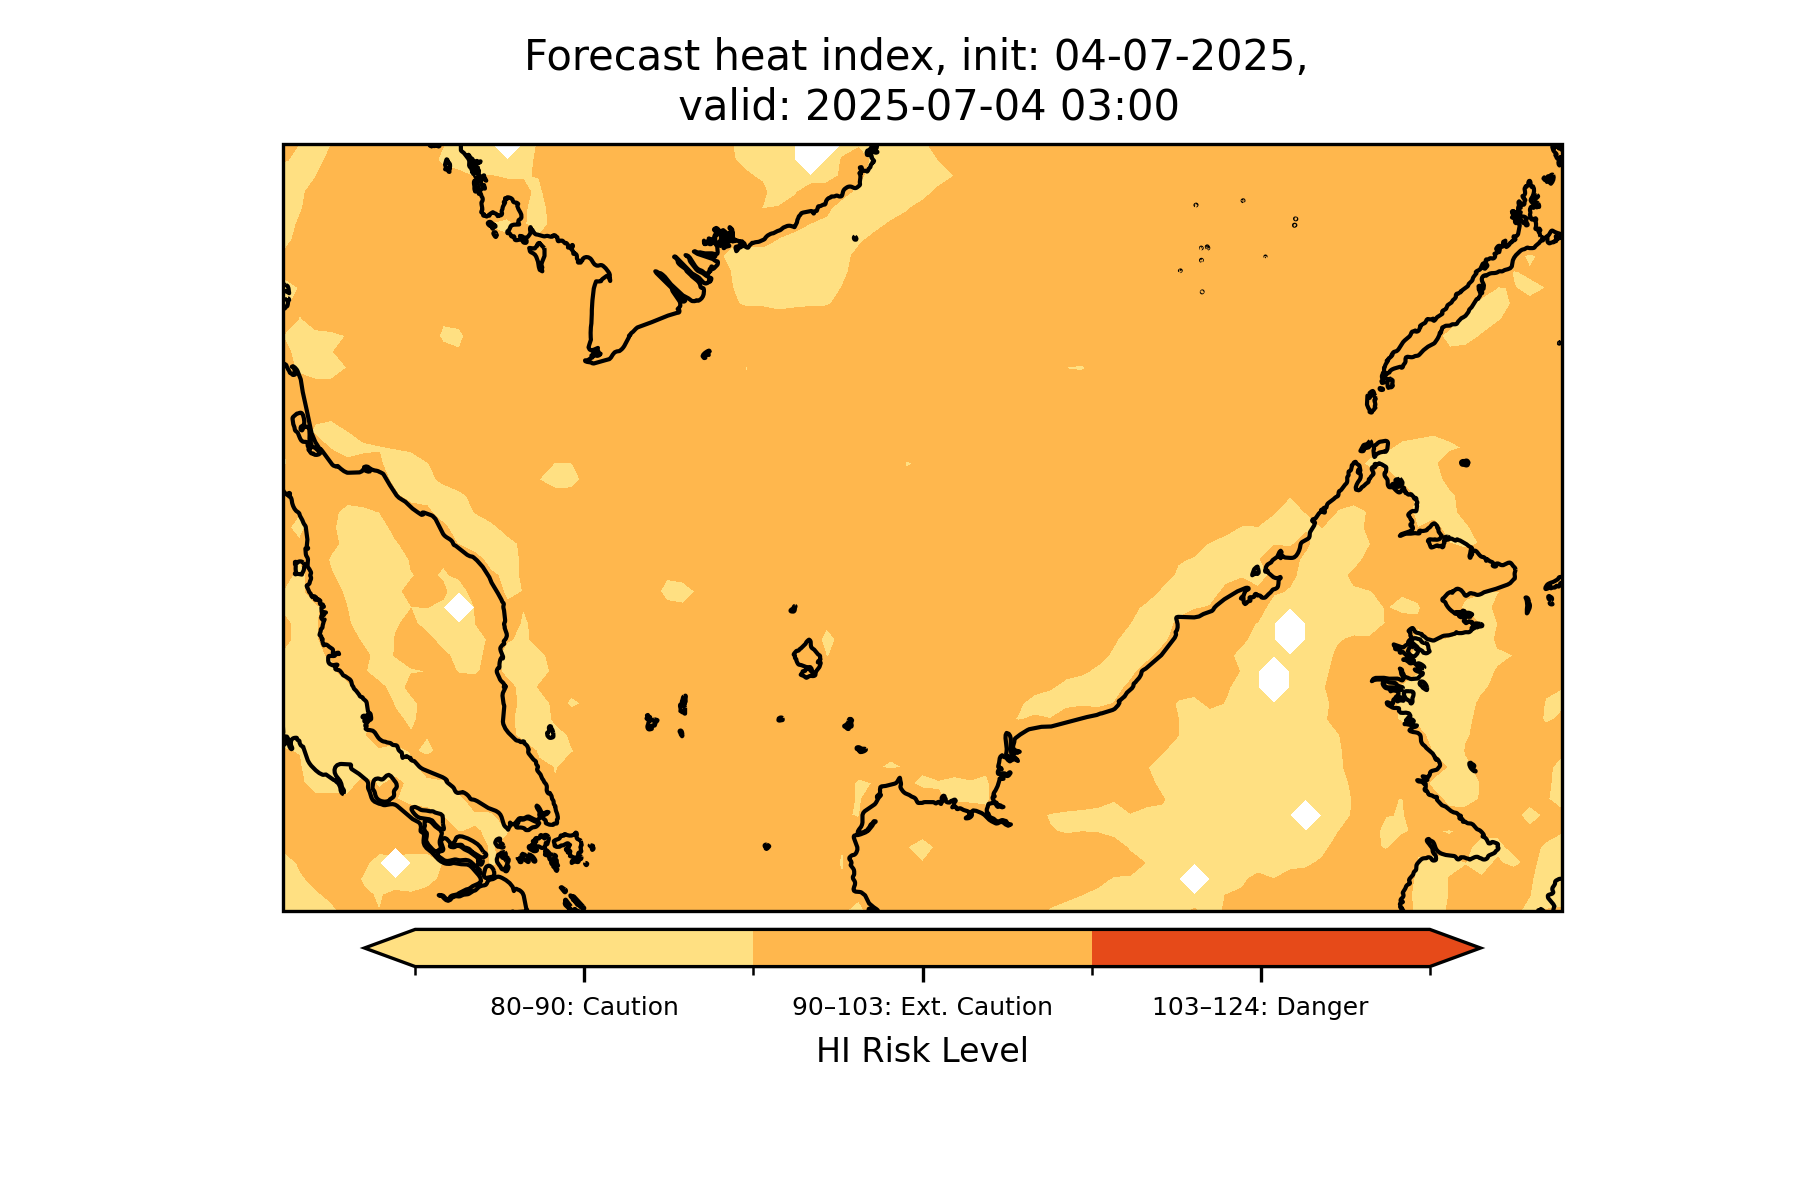 Forecast heat index, init: 04-07-2025,
valid: 2025-07-04 03:00
80–90: Caution
90–103: Ext. Caution
103–124: Danger
HI Risk Level